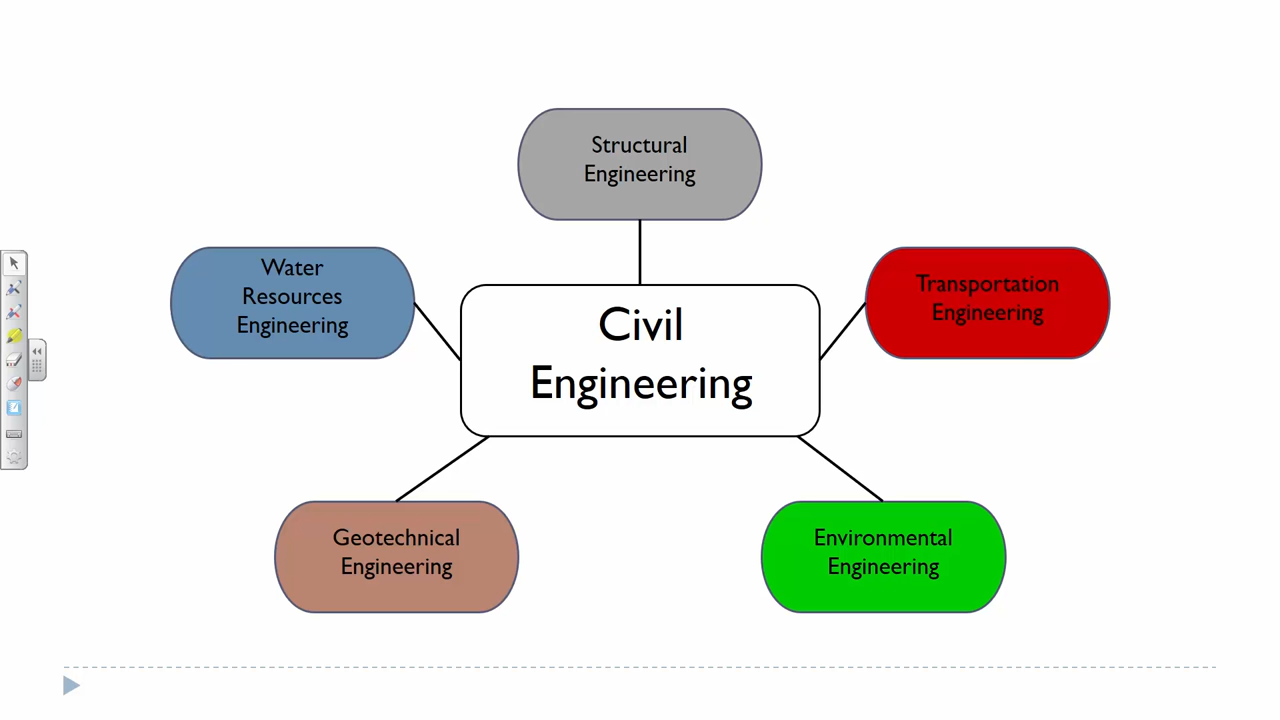 Structural
Engineering
Water
Resources
Engineering
Transportation
Engineering
Civil
Engineering
Geotechnical
Engineering
Environmental
Engineering